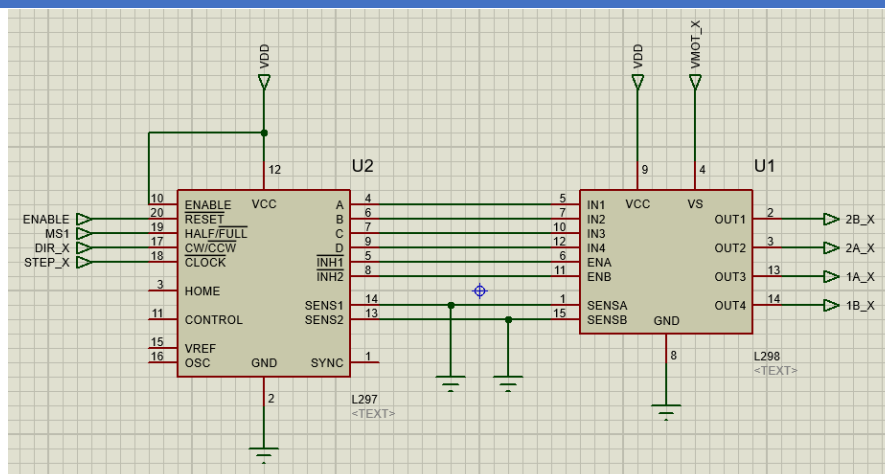 VDD
VDD
VMOT_X
U2
U1
12
9
4
10
ENABLE
VCC
A
4
5
IN1
VCC
VS
ENABLE
20
RESET
B
6
7
IN2
OUT1
2
2B_X
MS1
19
HALF/FULL
C
7
10
IN3
DIR_X
17
CW/CCW
D
9
12
IN4
OUT2
3
2A_X
STEP_X
18
CLOCK
INH1
5
6
ENA
INH2
8
11
ENB
OUT3
13
1A_X
3
HOME
SENS1
14
1
SENSA
OUT4
14
1B_X
11
CONTROL
SENS2
13
15
SENSB
GND
15
VREF
16
OSC
GND
SYNC
1
8
L298
<TEXT>
2
L297
<TEXT>